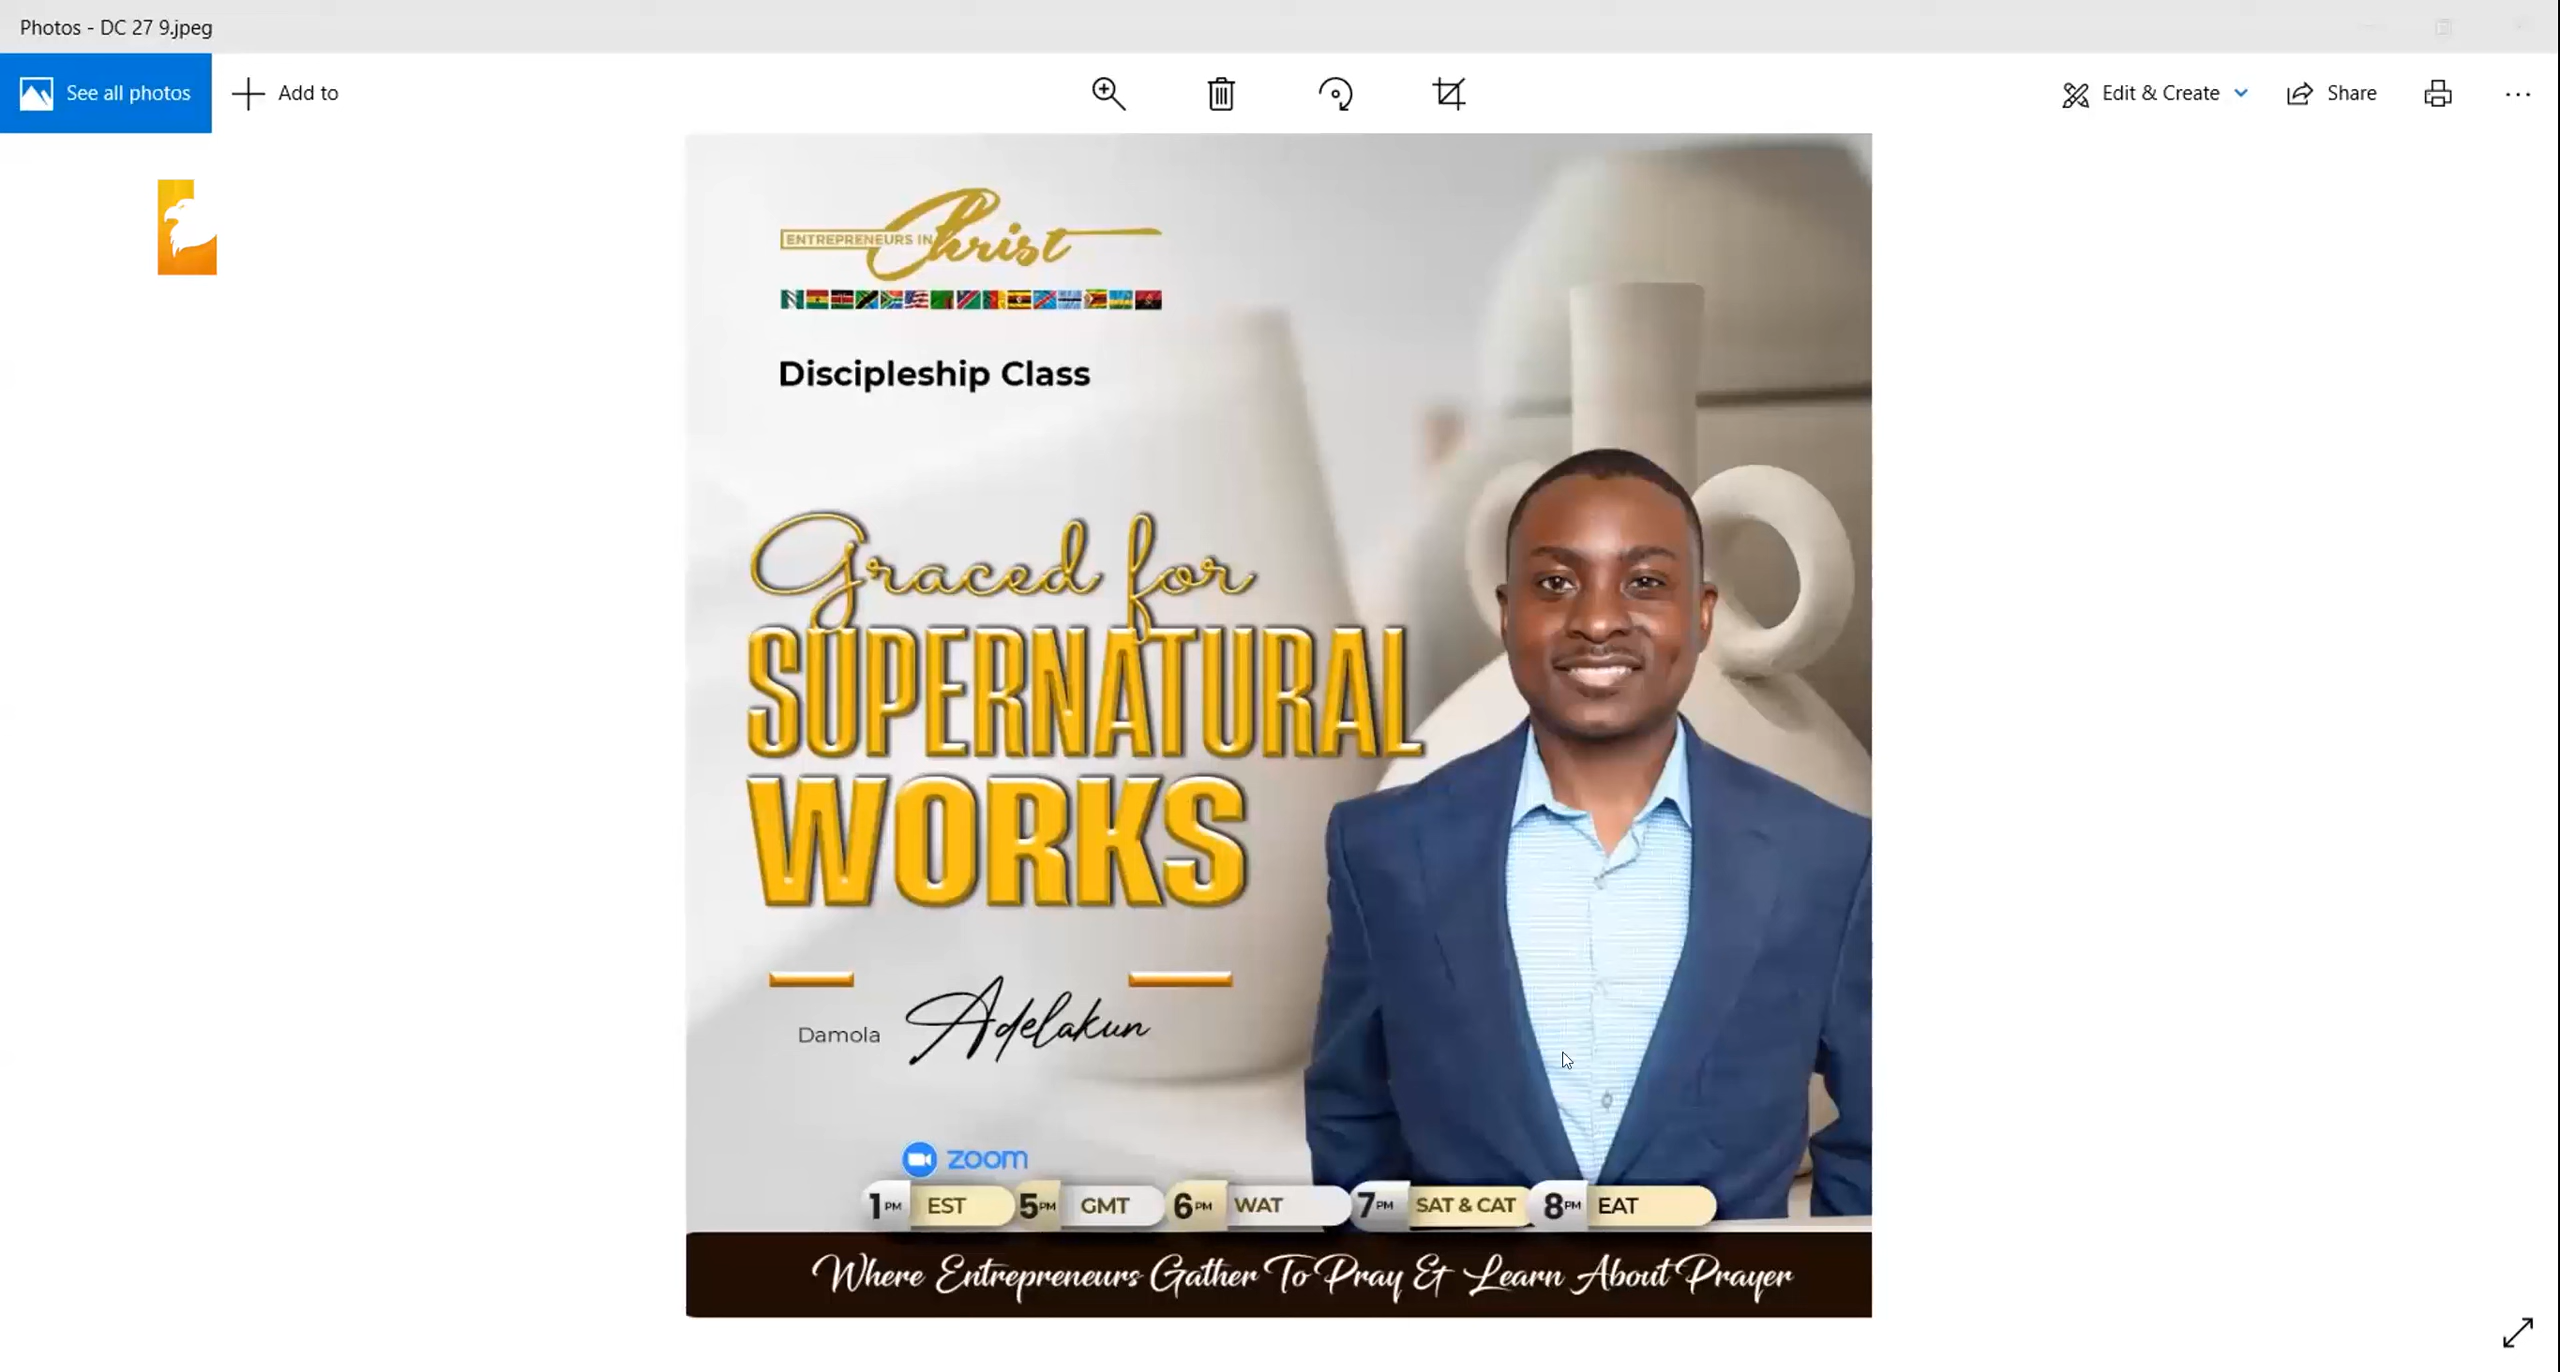 Photos - DC 27 9.jpeg
See all photos
Add to
Edit & Create
Share
ENTREPRENEURS IN Christ
Discipleship Class
Graced for
SUPERNATURAL
WORKS
Damola Adelakun
zoom
1PM EST 5PM GMT 6PM WAT 7PM SAT & CAT 8PM EAT
Where Entrepreneurs Gather To Pray & Learn About Prayer